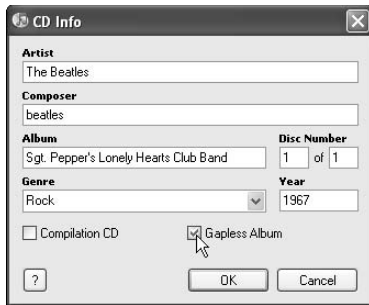 CD Info
Artist
The Beatles
Composer
beatles
Album Disc Number
Sgt. Pepper's Lonely Hearts Club Band 1 of 1
Genre Year
Rock 1967
Compilation CD Gapless Album
? OK Cancel